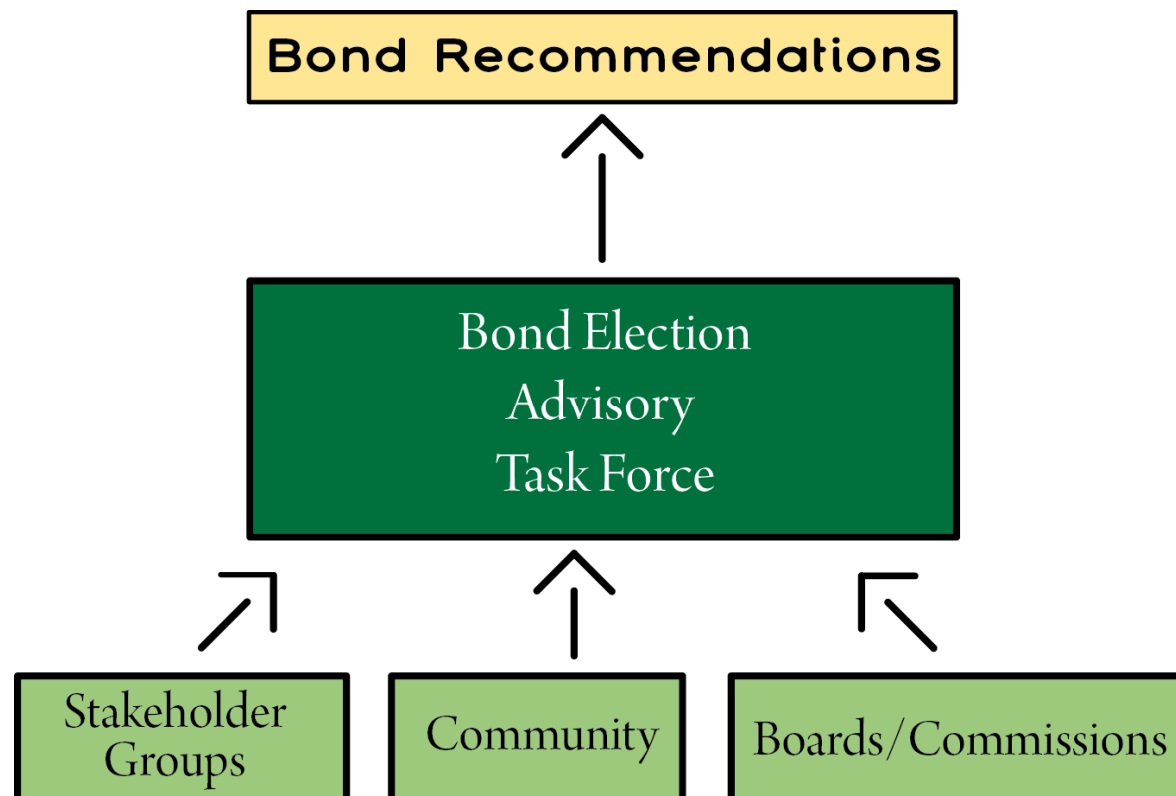 Bond Recommendations
Bond Election
Advisory
Task Force
Stakeholder
Groups
Community
Boards/Commissions